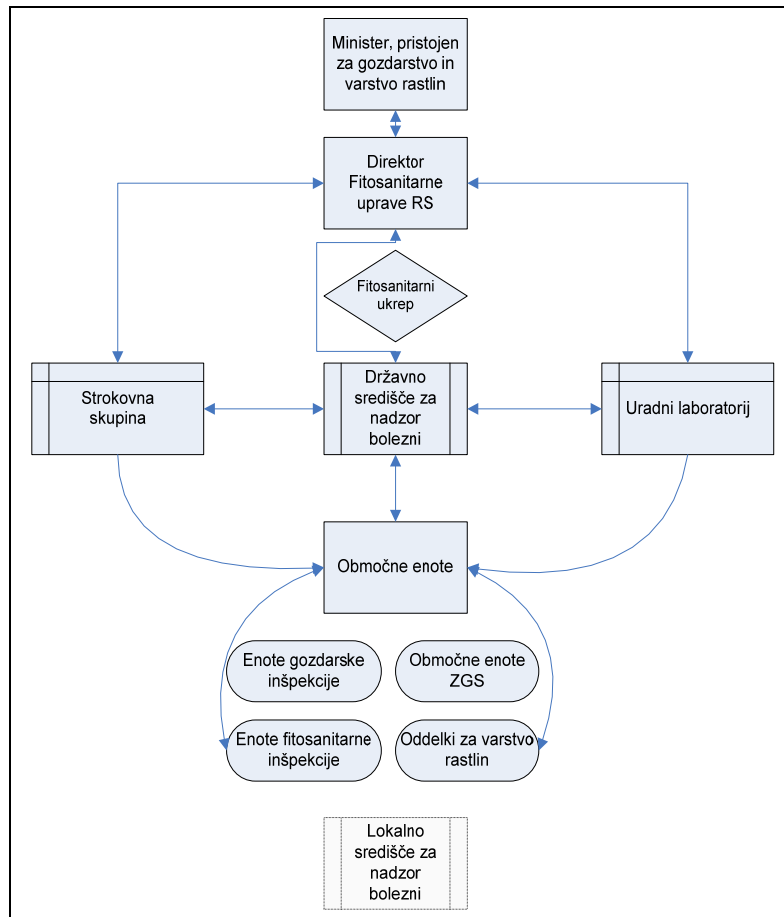 Minister, pristojen
za gozdarstvo in
varstvo rastlin
Direktor
Fitosanitarne
uprave RS
Fitosanitarni
ukrep
Strokovna
skupina
Državno
središče za
nadzor
bolezni
Uradni laboratorij
Območne enote
Enote gozdarske
inšpekcije
Območne enote
ZGS
Enote fitosanitarne
inšpekcije
Oddelki za varstvo
rastlin
Lokalno
središče za
nadzor
bolezni